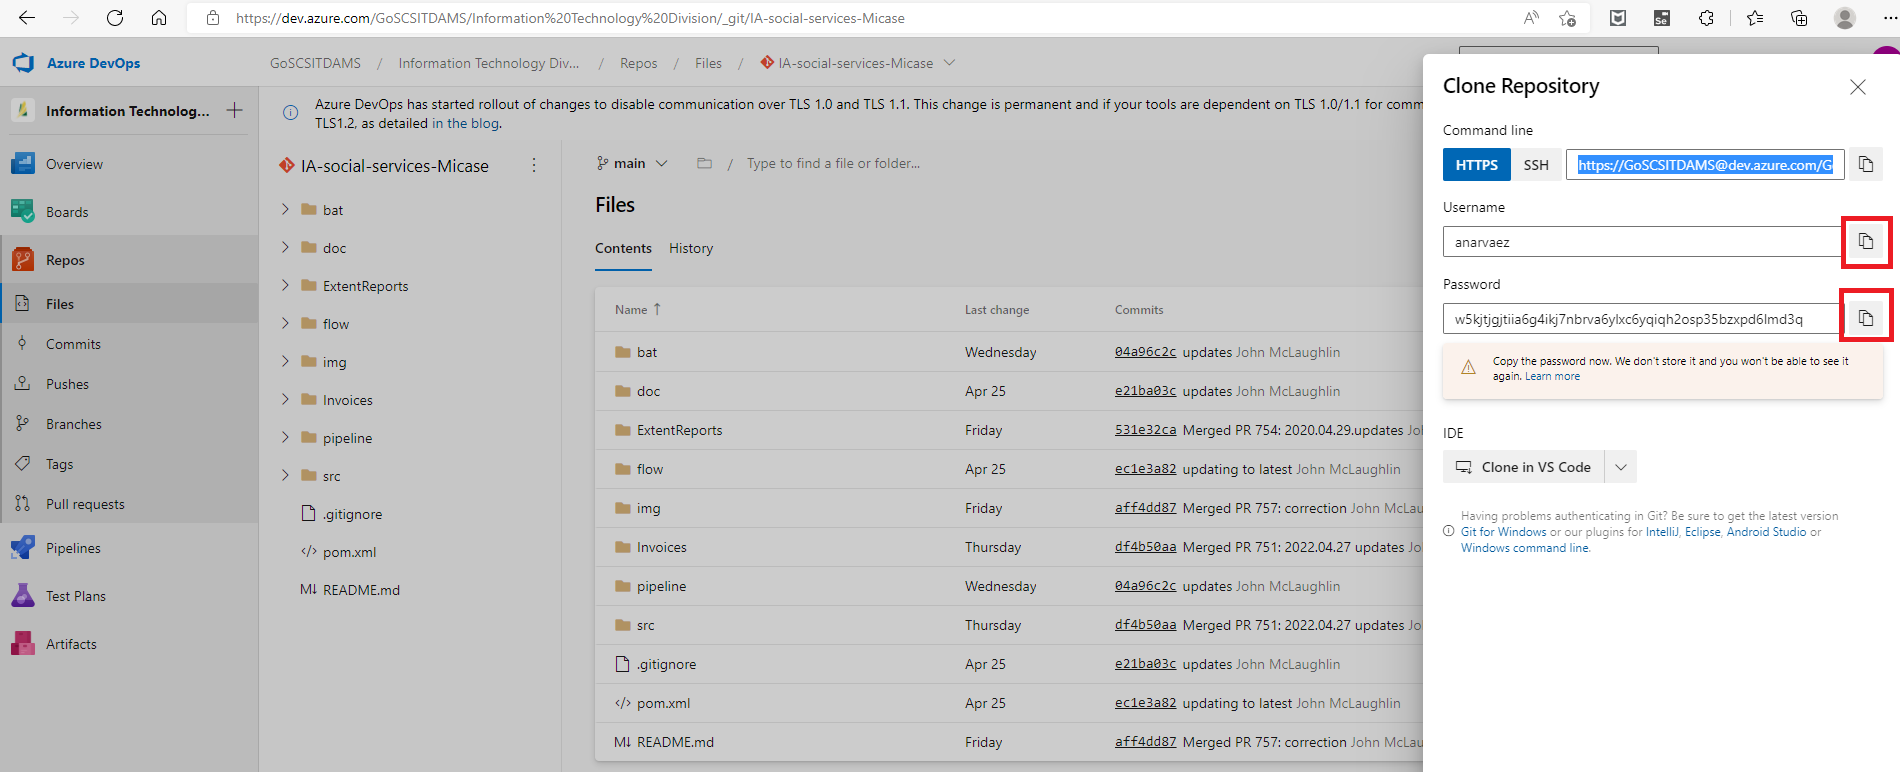 https://dev.azure.com/GoSCSITDAMS/Information%20Technology%20Division/_git/IA-social-services-Micase
Azure DevOps
GoSCSITDAMS / Information Technology Div... / Repos / Files / IA-social-services-Micase
Information Technolog...
Overview
Boards
Repos
Files
Commits
Pushes
Branches
Tags
Pull requests
Pipelines
Test Plans
Artifacts
Azure DevOps has started rollout of changes to disable communication over TLS 1.0 and TLS 1.1. This change is permanent and if your tools are dependent on TLS 1.0/1.1 for comm
TLS1.2, as detailed in the blog.
IA-social-services-Micase
bat
doc
ExtentReports
flow
img
Invoices
pipeline
src
.gitignore
pom.xml
README.md
main / Type to find a file or folder...
Files
Contents History
Name Last change Commits
bat Wednesday 04a96c2c updates John McLaughlin
doc Apr 25 e21ba03c updates John McLaughlin
ExtentReports Friday 531e32ca Merged PR 754: 2020.04.29.updates Jo
flow Apr 25 ec1e3a82 updating to latest John McLaughlin
img Friday aff4dd87 Merged PR 757: correction John McLau
Invoices Thursday df4b50aa Merged PR 751: 2022.04.27 updates Jo
pipeline Wednesday 04a96c2c updates John McLaughlin
src Thursday df4b50aa Merged PR 751: 2022.04.27 updates Jo
.gitignore Apr 25 e21ba03c updates John McLaughlin
pom.xml Apr 25 ec1e3a82 updating to latest John McLaughlin
README.md Friday aff4dd87 Merged PR 757: correction John McLau
Clone Repository
Command line
HTTPS SSH https://GoSCSITDAMS@dev.azure.com/G
Username
anarvaez
Password
w5kjtjgjtiia6g4ikj7nbrva6ylxc6yqiqh2osp35bzxpd6lmd3q
Copy the password now. We don't store it and you won't be able to see it
again. Learn more
IDE
Clone in VS Code
Having problems authenticating in Git? Be sure to get the latest version
Git for Windows or our plugins for IntelliJ, Eclipse, Android Studio or
Windows command line.